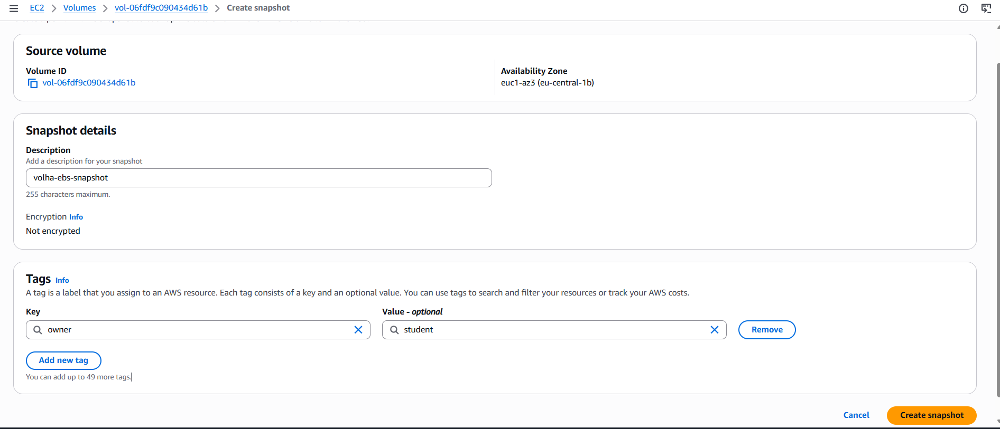 EC2 > Volumes > vol-06fdf9c090434d61b > Create snapshot
Source volume
Volume ID
vol-06fdf9c090434d61b
Availability Zone
euc1-az3 (eu-central-1b)
Snapshot details
Description
Add a description for your snapshot
volha-ebs-snapshot
255 characters maximum.
Encryption Info
Not encrypted
Tags Info
A tag is a label that you assign to an AWS resource. Each tag consists of a key and an optional value. You can use tags to search and filter your resources or track your AWS costs.
Key
Value - optional
owner
student
Remove
Add new tag
You can add up to 49 more tags.
Cancel
Create snapshot